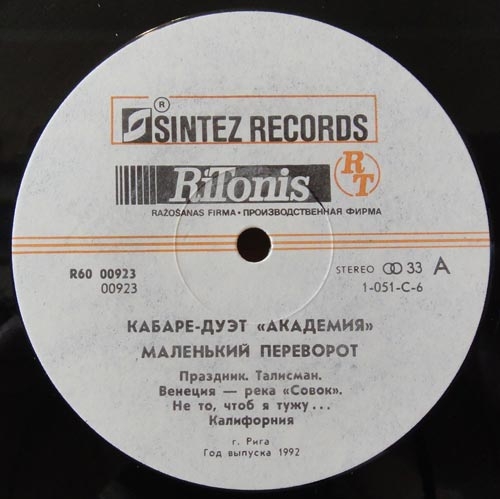 ®
SINTEZ RECORDS
RiTonis RT
RAŽOŠANAS FIRMA • ПРОИЗВОДСТВЕННАЯ ФИРМА
R60 00923 STEREO 33 A
00923 1-051-C-6
КАБАРЕ-ДУЭТ «АКАДЕМИЯ»
МАЛЕНЬКИЙ ПЕРЕВОРОТ
Праздник. Талисман.
Венеция — река «Совок».
Не то, чтоб я тужу...
Калифорния
г. Рига
Год выпуска 1992